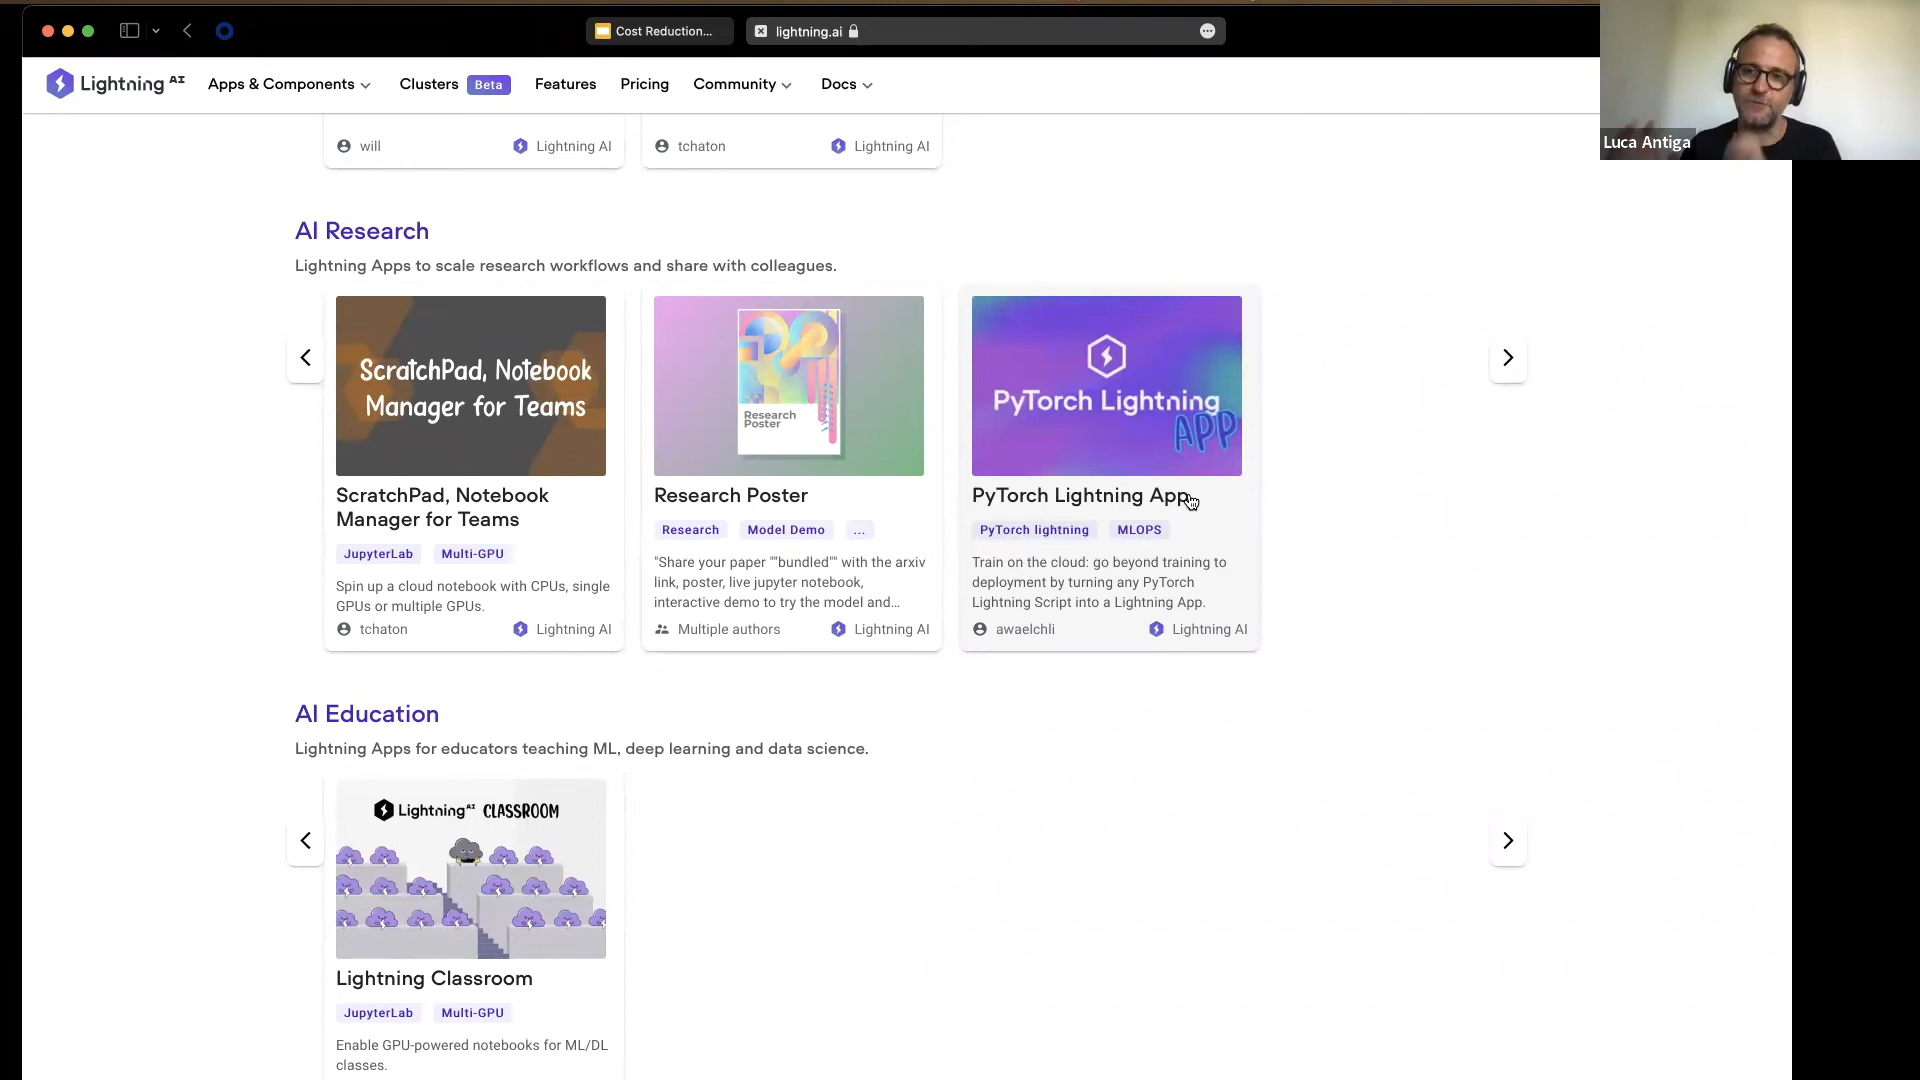 Cost Reduction...
lightning.ai
Luca Antiga
Lightning AI
Apps & Components
Clusters
Beta
Features
Pricing
Community
Docs
will
Lightning AI
tchaton
Lightning AI
AI Research
Lightning Apps to scale research workflows and share with colleagues.
ScratchPad, Notebook
Manager for Teams
ScratchPad, Notebook
Manager for Teams
JupyterLab
Multi-GPU
Spin up a cloud notebook with CPUs, single
GPUs or multiple GPUs.
tchaton
Lightning AI
Research
Poster
Research Poster
Research
Model Demo
...
"Share your paper ""bundled"" with the arxiv
link, poster, live jupyter notebook,
interactive demo to try the model and...
Multiple authors
Lightning AI
PyTorch Lightning
APP
PyTorch Lightning App
PyTorch lightning
MLOPS
Train on the cloud: go beyond training to
deployment by turning any PyTorch
Lightning Script into a Lightning App.
awaelchli
Lightning AI
AI Education
Lightning Apps for educators teaching ML, deep learning and data science.
Lightning AI CLASSROOM
Lightning Classroom
JupyterLab
Multi-GPU
Enable GPU-powered notebooks for ML/DL
classes.